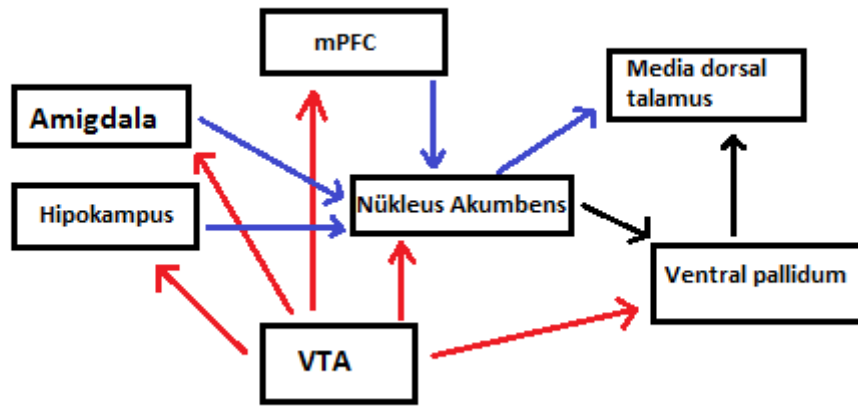 mPFC
Media dorsal
talamus
Amigdala
Hipokampus
Nükleus Akumbens
Ventral pallidum
VTA